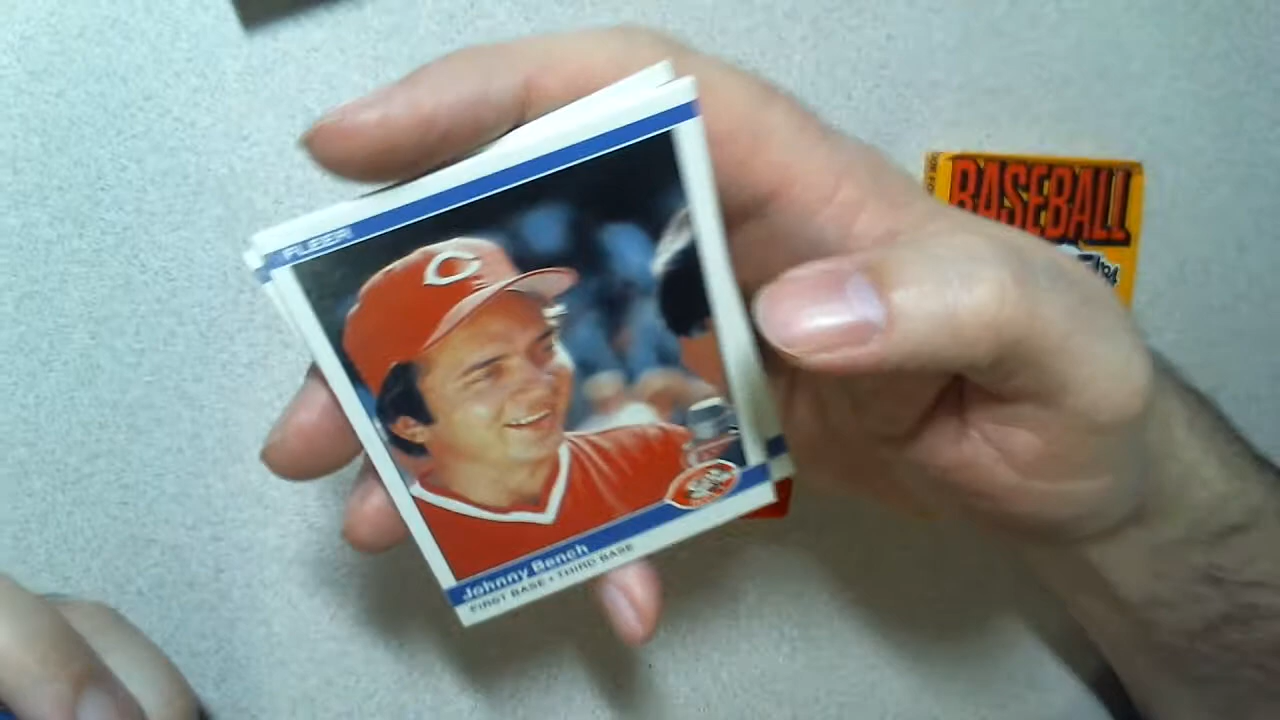 BASEBALL
FLEER
Johnny Bench
FIRST BASE • THIRD BASE
C